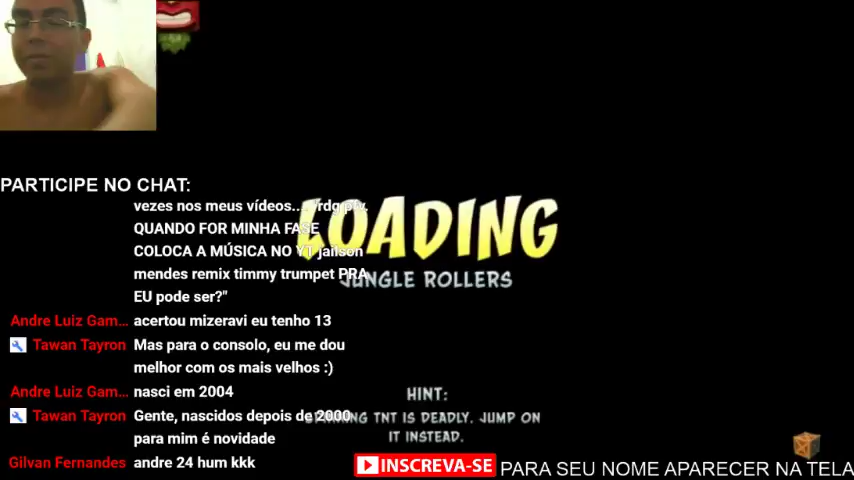 PARTICIPE NO CHAT:
vezes nos meus vídeos...
QUANDO FOR MINHA FASE
COLOCA A MÚSICA NO YT jailson
mendes remix timmy trumpet PRA
EU pode ser?"
LOADING
JUNGLE ROLLERS
Andre Luiz Gam... acertou mizeravi eu tenho 13
Tawan Tayron Mas para o consolo, eu me dou
melhor com os mais velhos :)
Andre Luiz Gam... nasci em 2004
Tawan Tayron Gente, nascidos depois de 2000
para mim é novidade
Gilvan Fernandes andre 24 hum kkk
HINT:
TNT IS DEADLY. JUMP ON
IT INSTEAD.
INSCREVA-SE PARA SEU NOME APARECER NA TELA